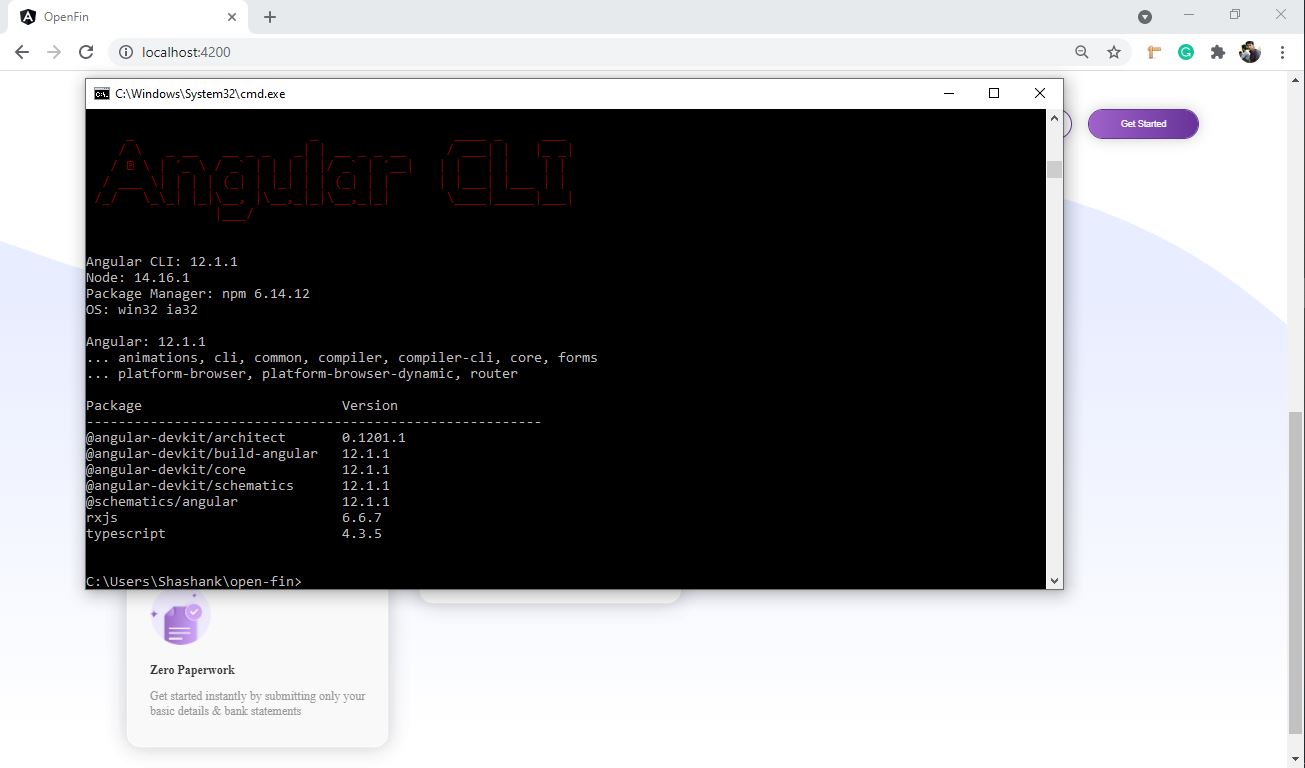 OpenFin
localhost:4200
C:\Windows\System32\cmd.exe
Get Started
Angular CLI
Angular CLI: 12.1.1
Node: 14.16.1
Package Manager: npm 6.14.12
OS: win32 ia32
Angular: 12.1.1
... animations, cli, common, compiler, compiler-cli, core, forms
... platform-browser, platform-browser-dynamic, router
Package Version
---------------------------------------------------------
@angular-devkit/architect 0.1201.1
@angular-devkit/build-angular 12.1.1
@angular-devkit/core 12.1.1
@angular-devkit/schematics 12.1.1
@schematics/angular 12.1.1
rxjs 6.6.7
typescript 4.3.5
C:\Users\Shashank\open-fin>
Zero Paperwork
Get started instantly by submitting only your
basic details & bank statements